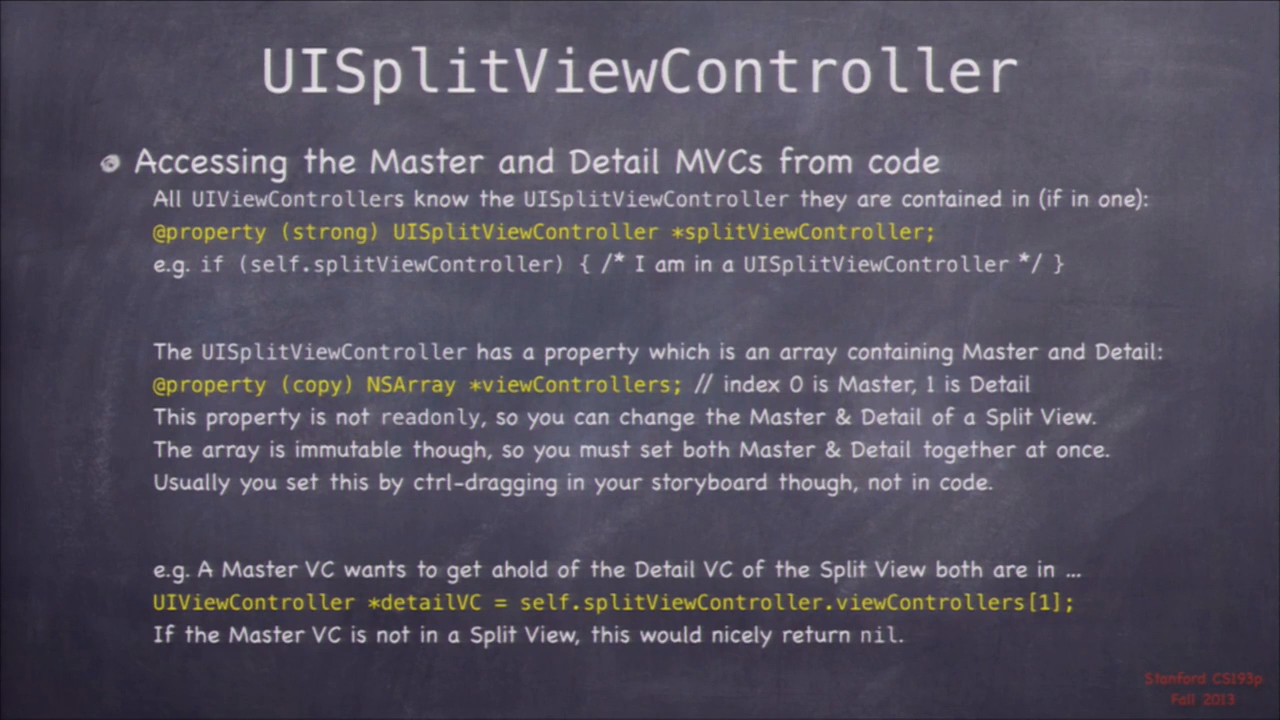 UISplitViewController
Accessing the Master and Detail MVCs from code
All UIViewControllers know the UISplitViewController they are contained in (if in one):
@property (strong) UISplitViewController *splitViewController;
e.g. if (self.splitViewController) { /* I am in a UISplitViewController */ }
The UISplitViewController has a property which is an array containing Master and Detail:
@property (copy) NSArray *viewControllers; // index 0 is Master, 1 is Detail
This property is not readonly, so you can change the Master & Detail of a Split View.
The array is immutable though, so you must set both Master & Detail together at once.
Usually you set this by ctrl-dragging in your storyboard though, not in code.
e.g. A Master VC wants to get ahold of the Detail VC of the Split View both are in ...
UIViewController *detailVC = self.splitViewController.viewControllers[1];
If the Master VC is not in a Split View, this would nicely return nil.
Stanford CS193p
Fall 2013